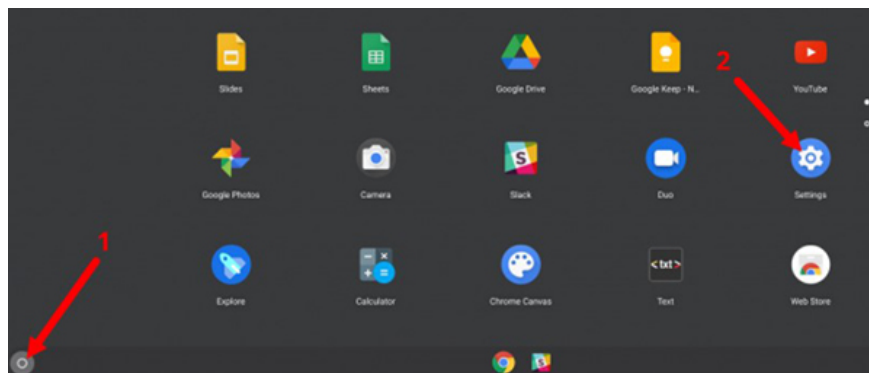 2
Slides Sheets Google Drive Google Keep - N... YouTube
Google Photos Camera Slack Duo Settings
1
<txt>
Explore Calculator Chrome Canvas Text Web Store